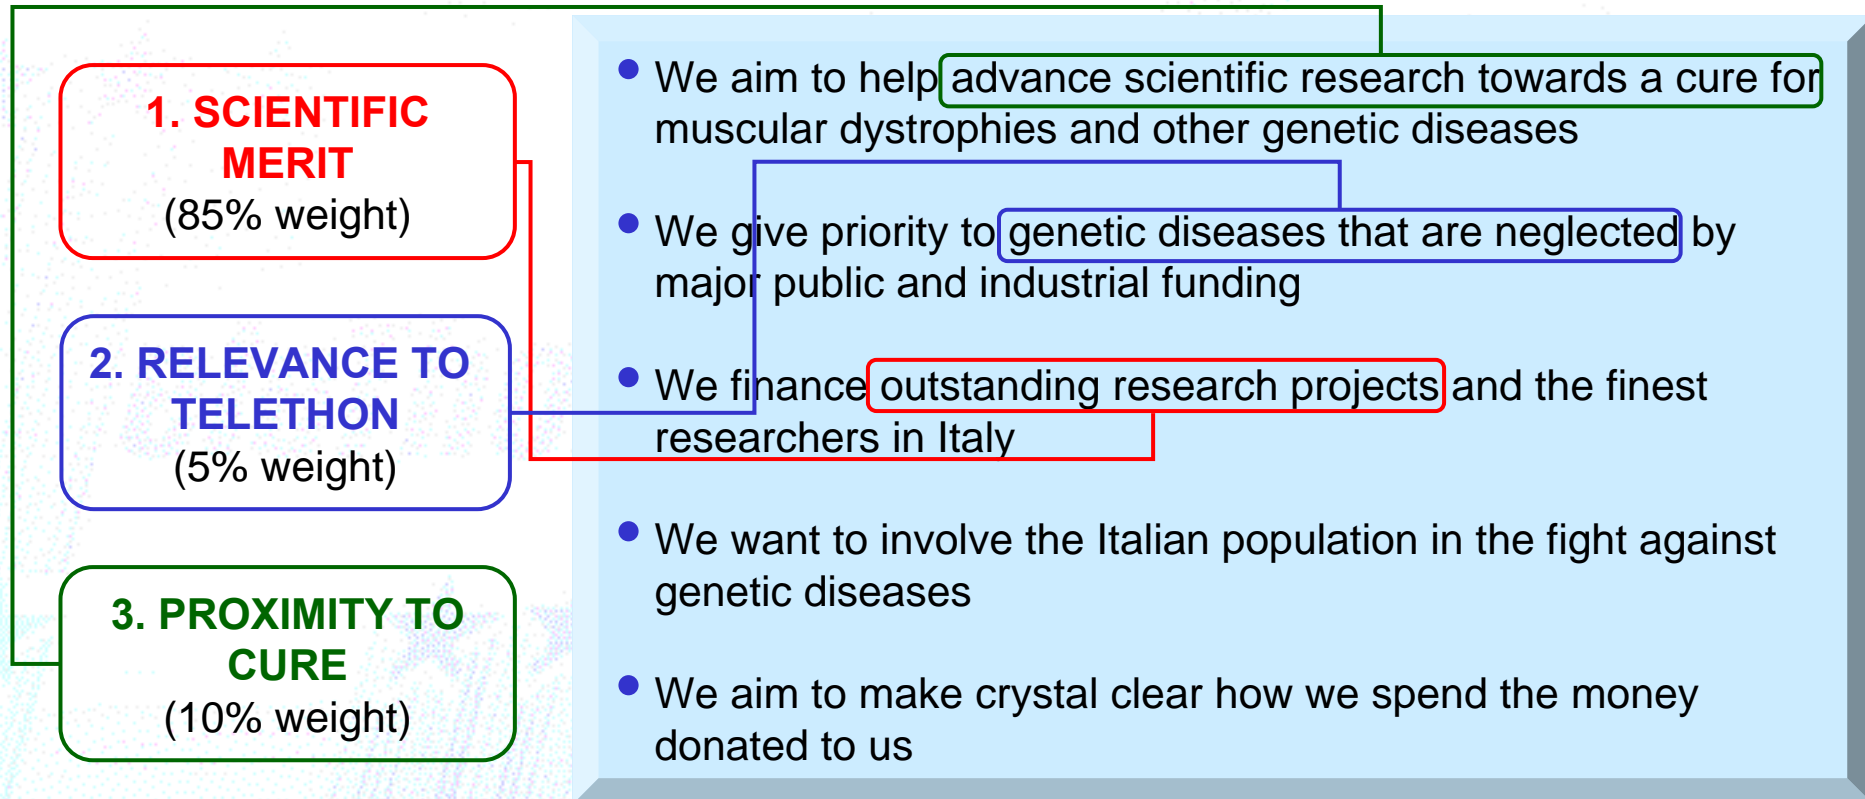 1. SCIENTIFIC
MERIT
(85% weight)
2. RELEVANCE TO
TELETHON
(5% weight)
3. PROXIMITY TO
CURE
(10% weight)
• We aim to help advance scientific research towards a cure for
muscular dystrophies and other genetic diseases
• We give priority to genetic diseases that are neglected by
major public and industrial funding
• We finance outstanding research projects and the finest
researchers in Italy
• We want to involve the Italian population in the fight against
genetic diseases
• We aim to make crystal clear how we spend the money
donated to us